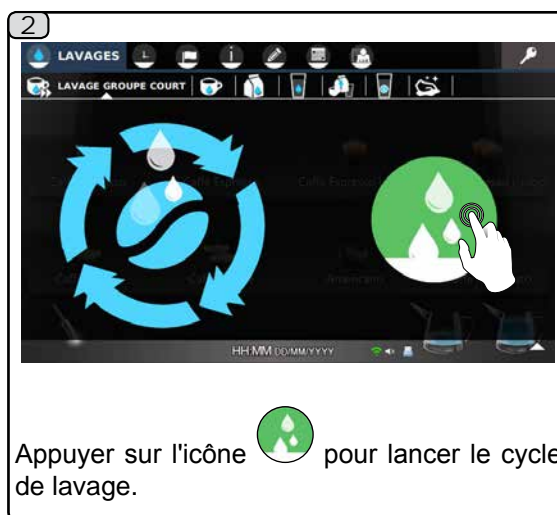 2
LAVAGES
LAVAGE GROUPE COURT
HH:MM DD/MM/YYYY
Appuyer sur l'icône pour lancer le cycle
de lavage.